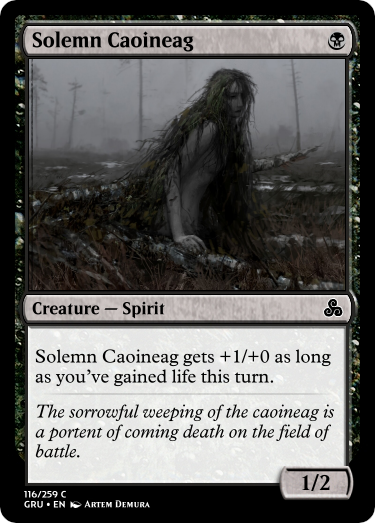 Solemn Caoineag
Creature — Spirit
Solemn Caoineag gets +1/+0 as long
as you've gained life this turn.
The sorrowful weeping of the caoineag is
a portent of coming death on the field of
battle.
1/2
116/259 C
GRU • EN Artem Demura